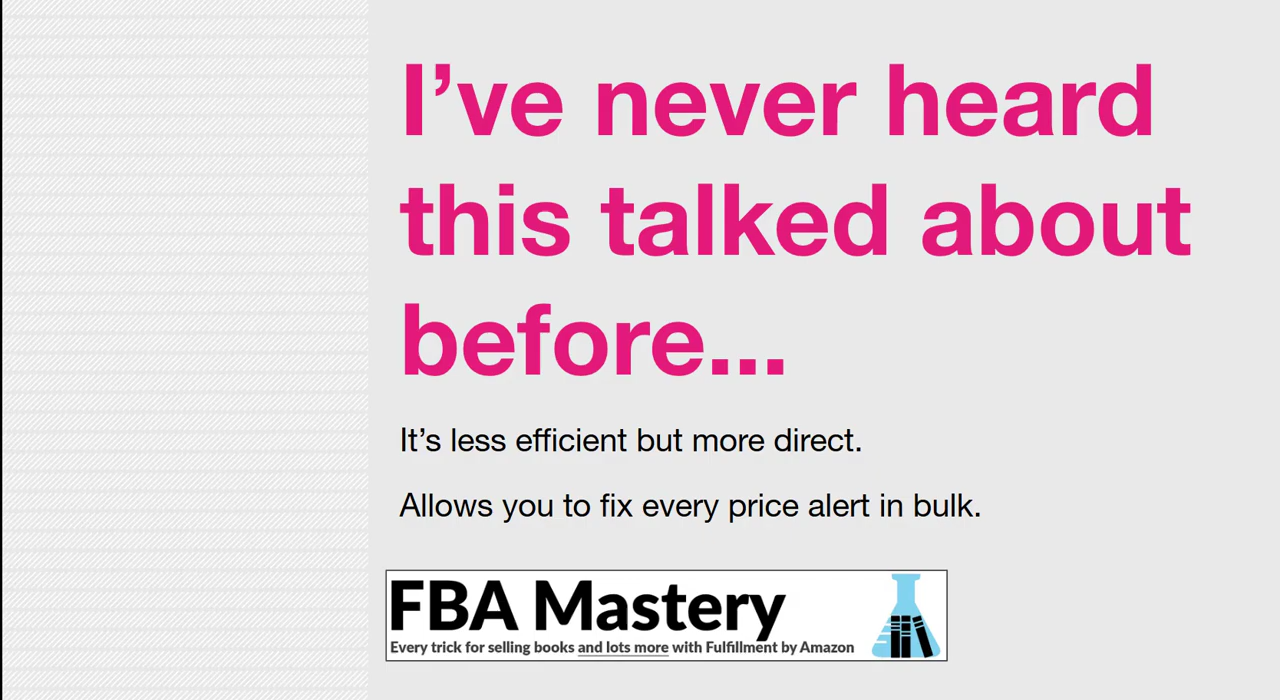 I’ve never heard
this talked about
before...
It’s less efficient but more direct.
Allows you to fix every price alert in bulk.
FBA Mastery
Every trick for selling books and lots more with Fulfillment by Amazon